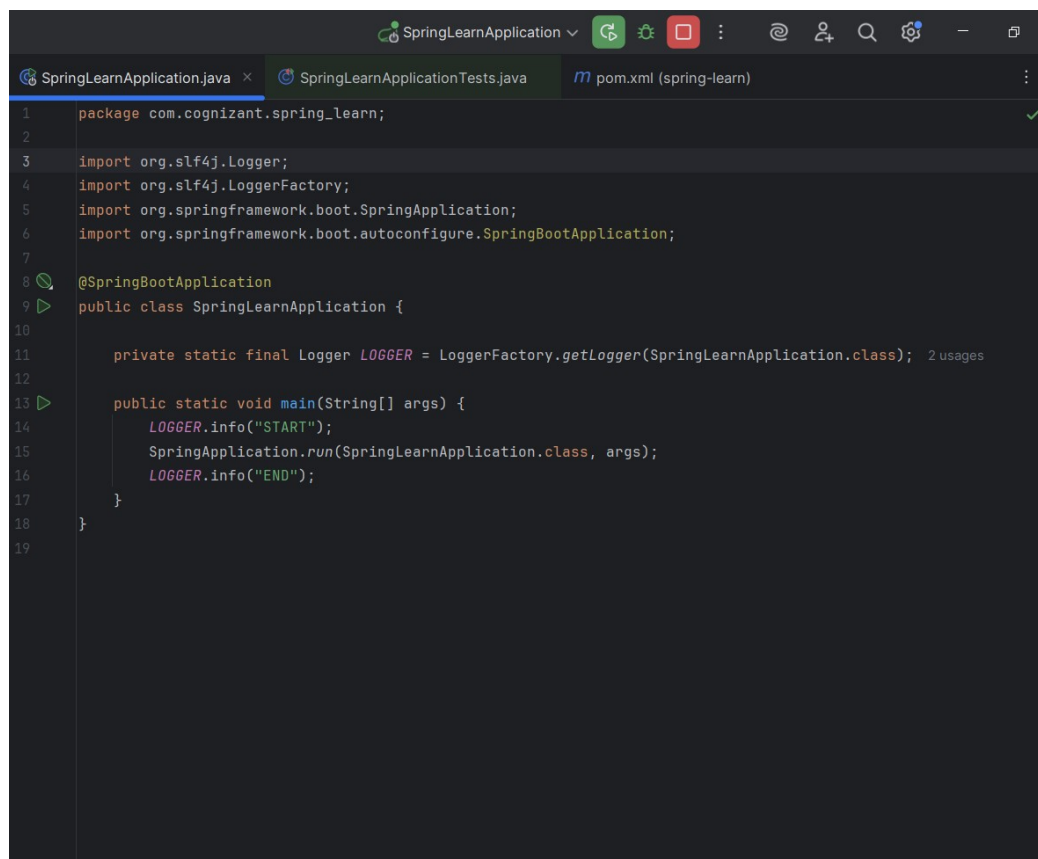 SpringLearnApplication
SpringLearnApplication.java SpringLearnApplicationTests.java m pom.xml (spring-learn)
1 package com.cognizant.spring_learn;
2
3 import org.slf4j.Logger;
4 import org.slf4j.LoggerFactory;
5 import org.springframework.boot.SpringApplication;
6 import org.springframework.boot.autoconfigure.SpringBootApplication;
7
8 @SpringBootApplication
9 public class SpringLearnApplication {
10
11 private static final Logger LOGGER = LoggerFactory.getLogger(SpringLearnApplication.class); 2 usages
12
13 public static void main(String[] args) {
14 LOGGER.info("START");
15 SpringApplication.run(SpringLearnApplication.class, args);
16 LOGGER.info("END");
17 }
18 }
19